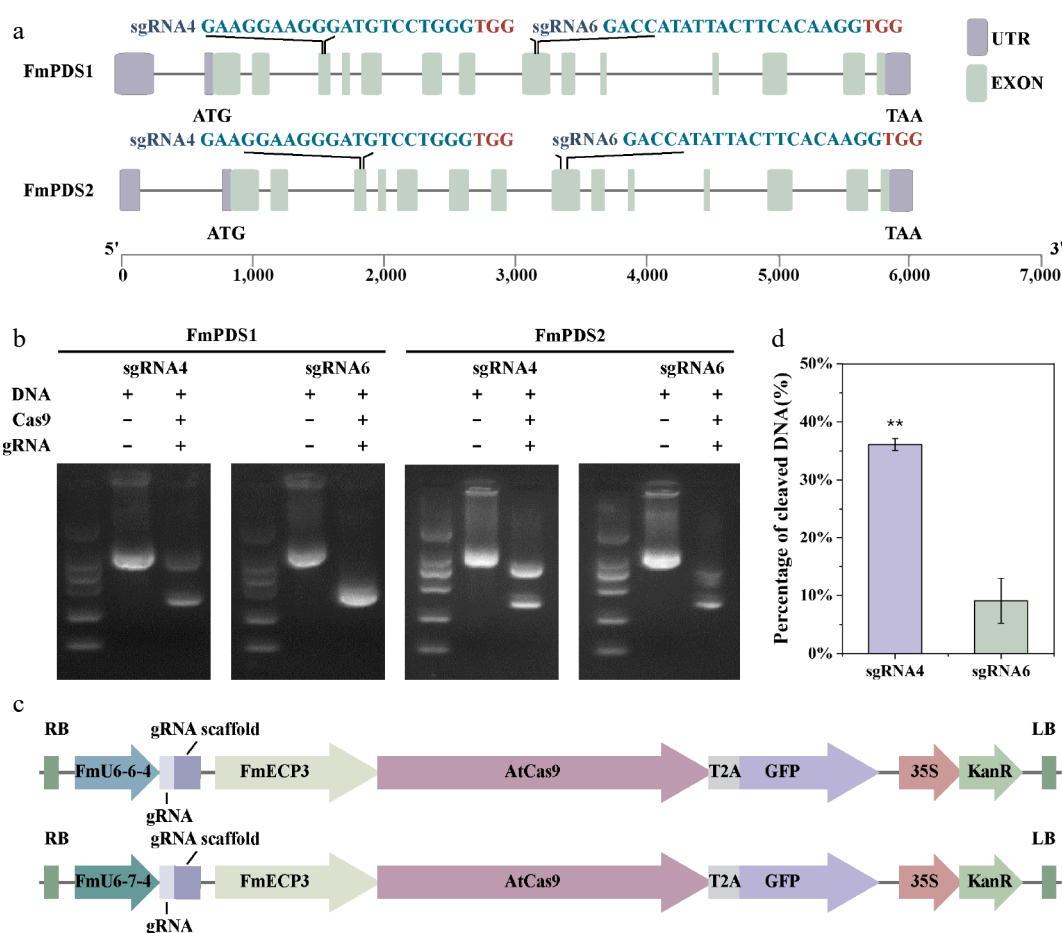 a
sgRNA4 GAAGGAAGGGATGTCCTGGGTGG
sgRNA6 GACCATATTACTTCACAAGGTGG
UTR
EXON
FmPDS1
ATG
TAA
sgRNA4 GAAGGAAGGGATGTCCTGGGTGG
sgRNA6 GACCATATTACTTCACAAGGTGG
FmPDS2
ATG
TAA
5'
3'
0 1,000 2,000 3,000 4,000 5,000 6,000 7,000
b
FmPDS1 FmPDS2
sgRNA4 sgRNA6 sgRNA4 sgRNA6
DNA + + + + + + + +
Cas9 − + − + − + − +
gRNA − + − + − + − +
d
Percentage of cleaved DNA(%)
50%
40%
30%
20%
10%
0%
**
sgRNA4 sgRNA6
c
RB gRNA scaffold LB
FmU6-6-4 FmECP3 AtCas9 T2A GFP 35S KanR
gRNA
RB gRNA scaffold LB
FmU6-7-4 FmECP3 AtCas9 T2A GFP 35S KanR
gRNA